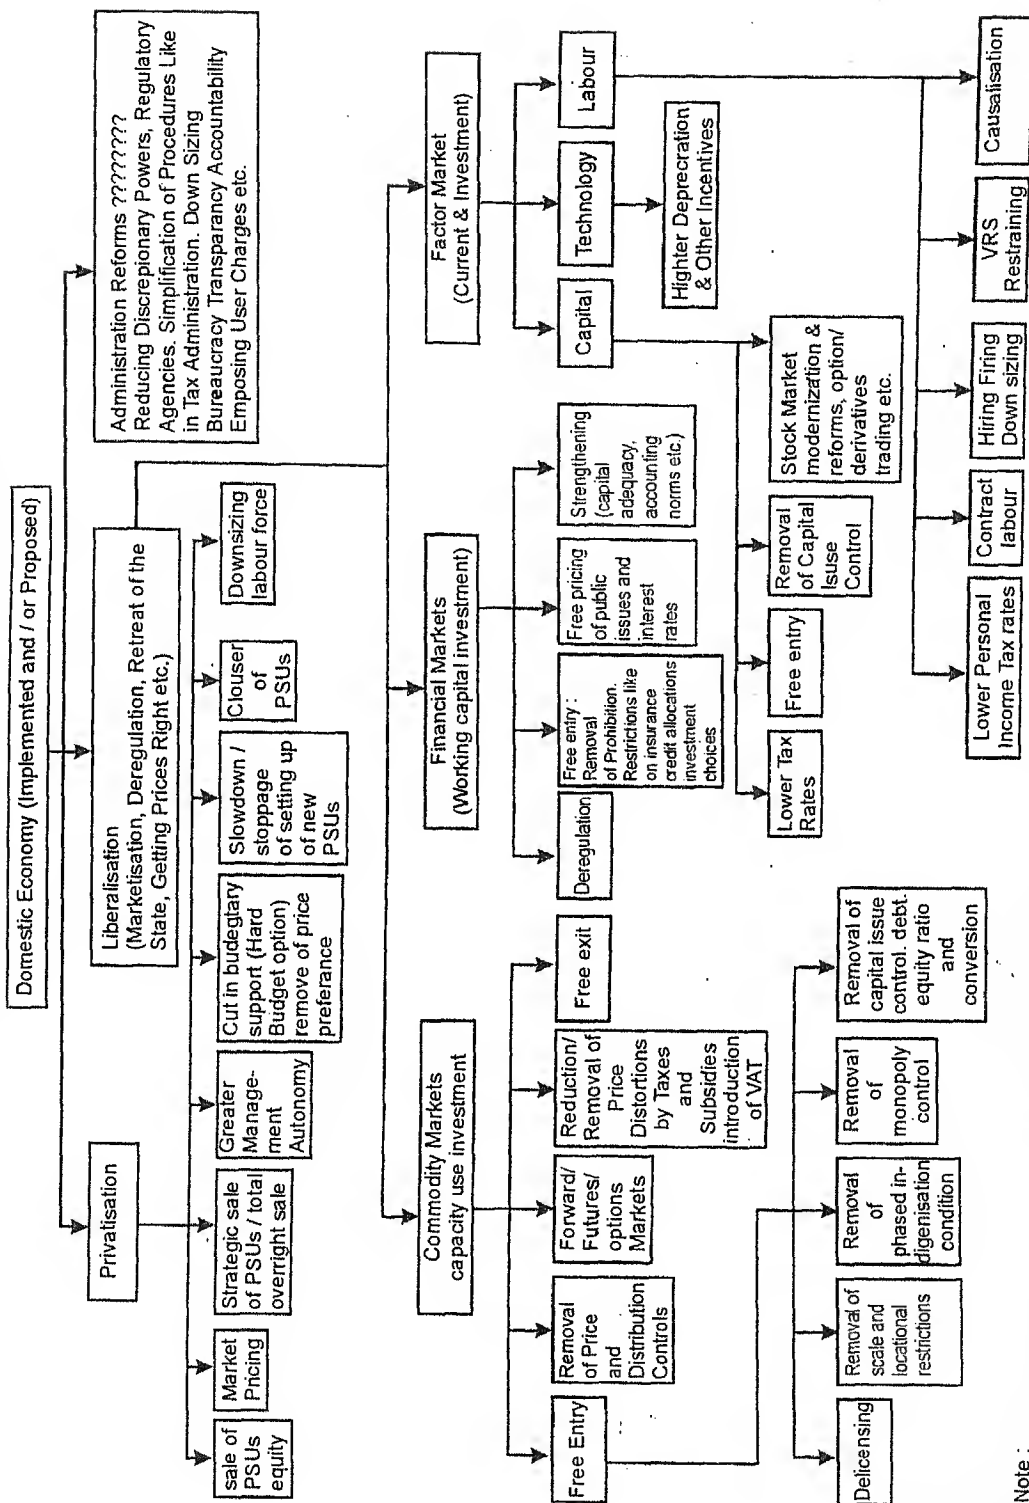 Domestic Economy (Implemented and / or Proposed)
Privatisation
Liberalisation
(Marketisation, Deregulation, Retreat of the
State, Getting Prices Right etc.)
Administration Reforms ????????
Reducing Discrepionary Powers, Regulatory
Agencies. Simplification of Procedures Like
in Tax Administration. Down Sizing
Bureaucracy Transparancy Accountability
Emposing User Charges etc.
sale of
PSUs
equity
Market
Pricing
Strategic sale
of PSUs / total
overright sale
Greater
Manage-
ment
Autonomy
Cut in budegtary
support (Hard
Budget option)
remove of price
preferance
Slowdown /
stoppage
of setting up
of new
PSUs
Clouser
of
PSUs
Downsizing
labour force
Commodity Markets
capacity use investment
Financial Markets
(Working capital investment)
Factor Market
(Current & Investment)
Free Entry
Removal
of Price
and
Distribution
Controls
Forward/
Futures/
options
Markets
Reduction/
Removal of
Price
Distortions
by Taxes
and
Subsidies
introduction
of VAT
Free exit
Deregulation
Free entry :
Removal
of Prohibition.
Restrictions like
on insurance
credit allocations
investment
choices
Free pricing
of public
issues and
interest
rates
Strengthening
(capital
adequacy,
accounting
norms etc.)
Capital
Technology
Labour
Highter Depreciation
& Other Incentives
Lower Tax
Rates
Free entry
Removal
of Capital
Isuse
Control
Stock Market
modernization &
reforms, option/
derivatives
trading etc.
Delicensing
Removal of
scale and
locational
restrictions
Removal
of
phased in-
digenisation
condition
Removal
of
monopoly
control
Removal of
capital issue
control. debt.
equity ratio
and
conversion
Lower Personal
Income Tax rates
Contract
labour
Hiring Firing
Down sizing
VRS
Restraining
Causalisation
Note :